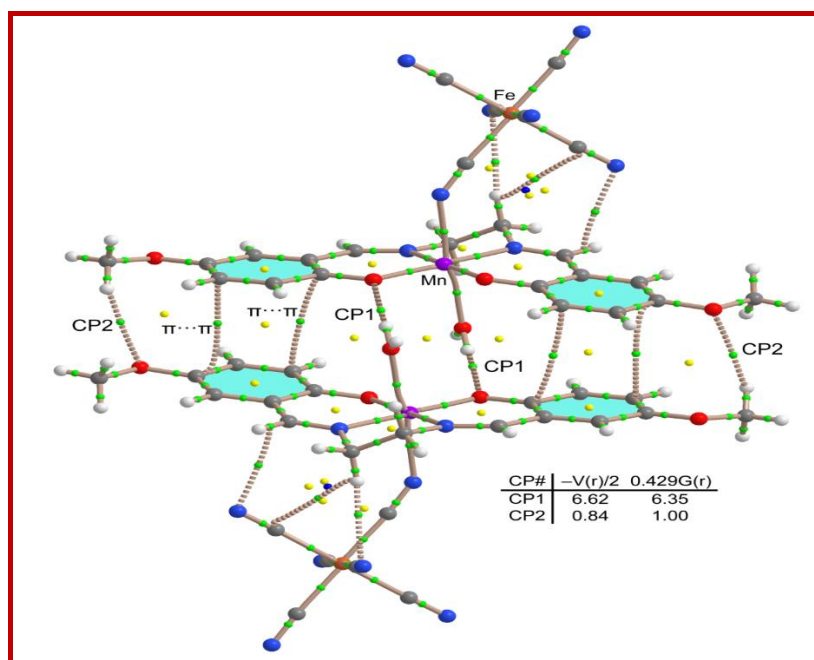 Fe
Mn
π···π
π···π
CP1
CP2
CP1
CP2
CP# –V(r)/2 0.429G(r)
CP1 6.62 6.35
CP2 0.84 1.00